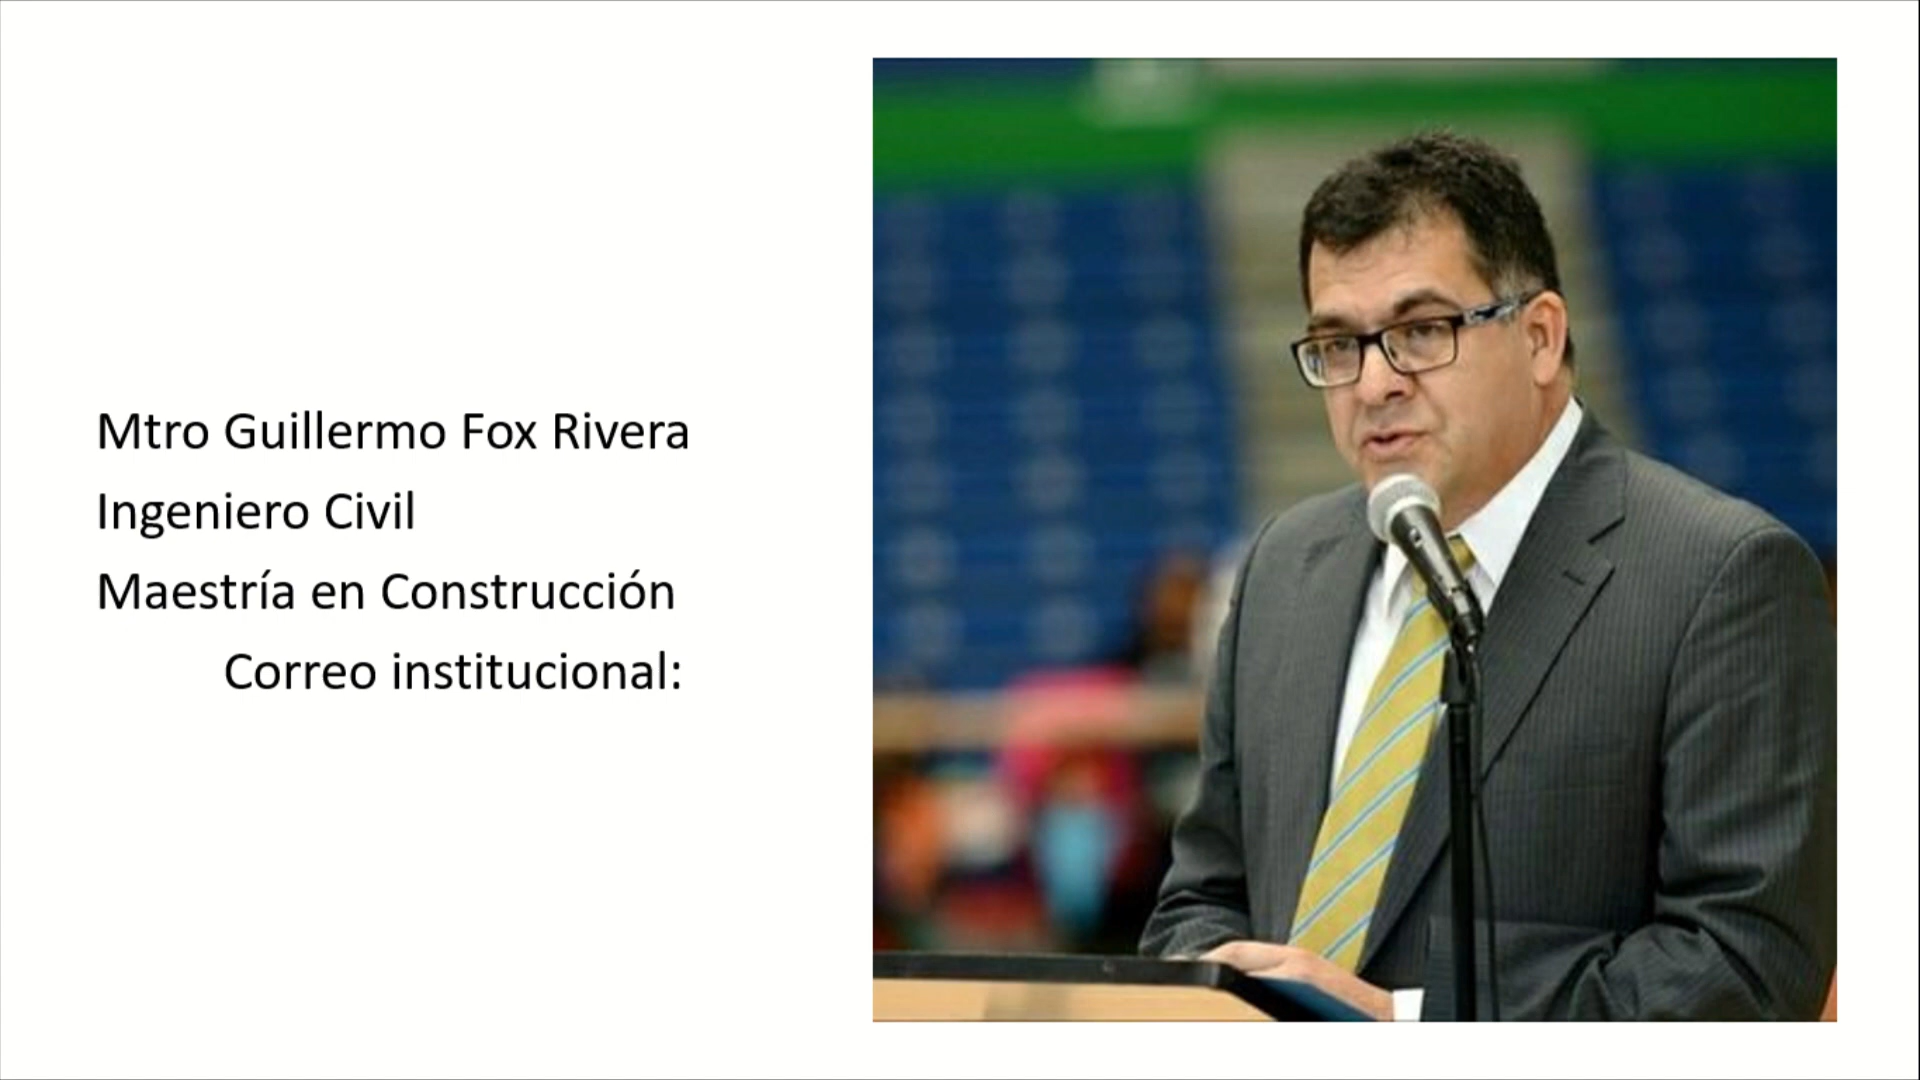 Mtro Guillermo Fox Rivera
Ingeniero Civil
Maestría en Construcción
Correo institucional: